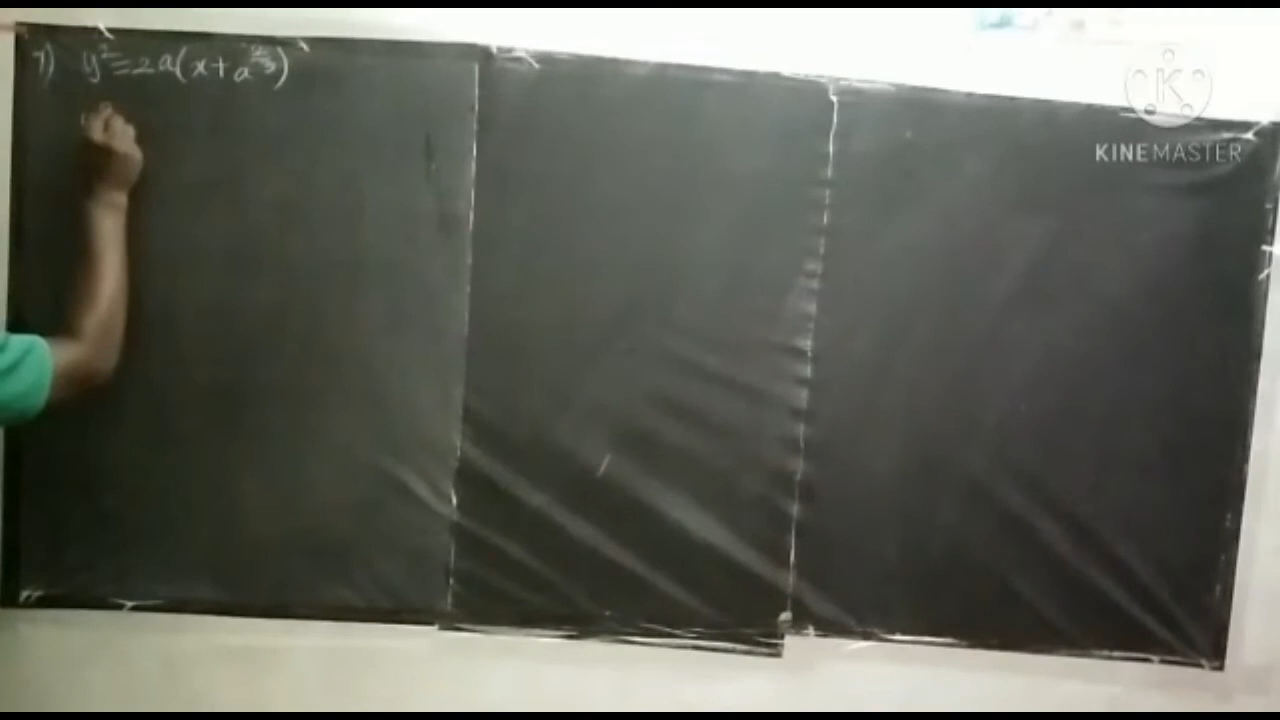 7) y² = 2a(x + a^(2/3))
K
KINEMASTER